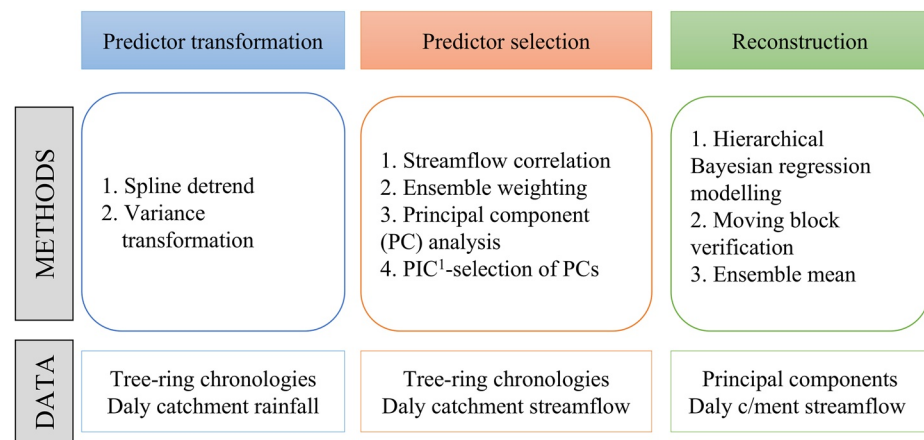 Predictor transformation
Predictor selection
Reconstruction
METHODS
1. Spline detrend
2. Variance
transformation
1. Streamflow correlation
2. Ensemble weighting
3. Principal component
(PC) analysis
4. PIC¹-selection of PCs
1. Hierarchical
Bayesian regression
modelling
2. Moving block
verification
3. Ensemble mean
DATA
Tree-ring chronologies
Daly catchment rainfall
Tree-ring chronologies
Daly catchment streamflow
Principal components
Daly c/ment streamflow